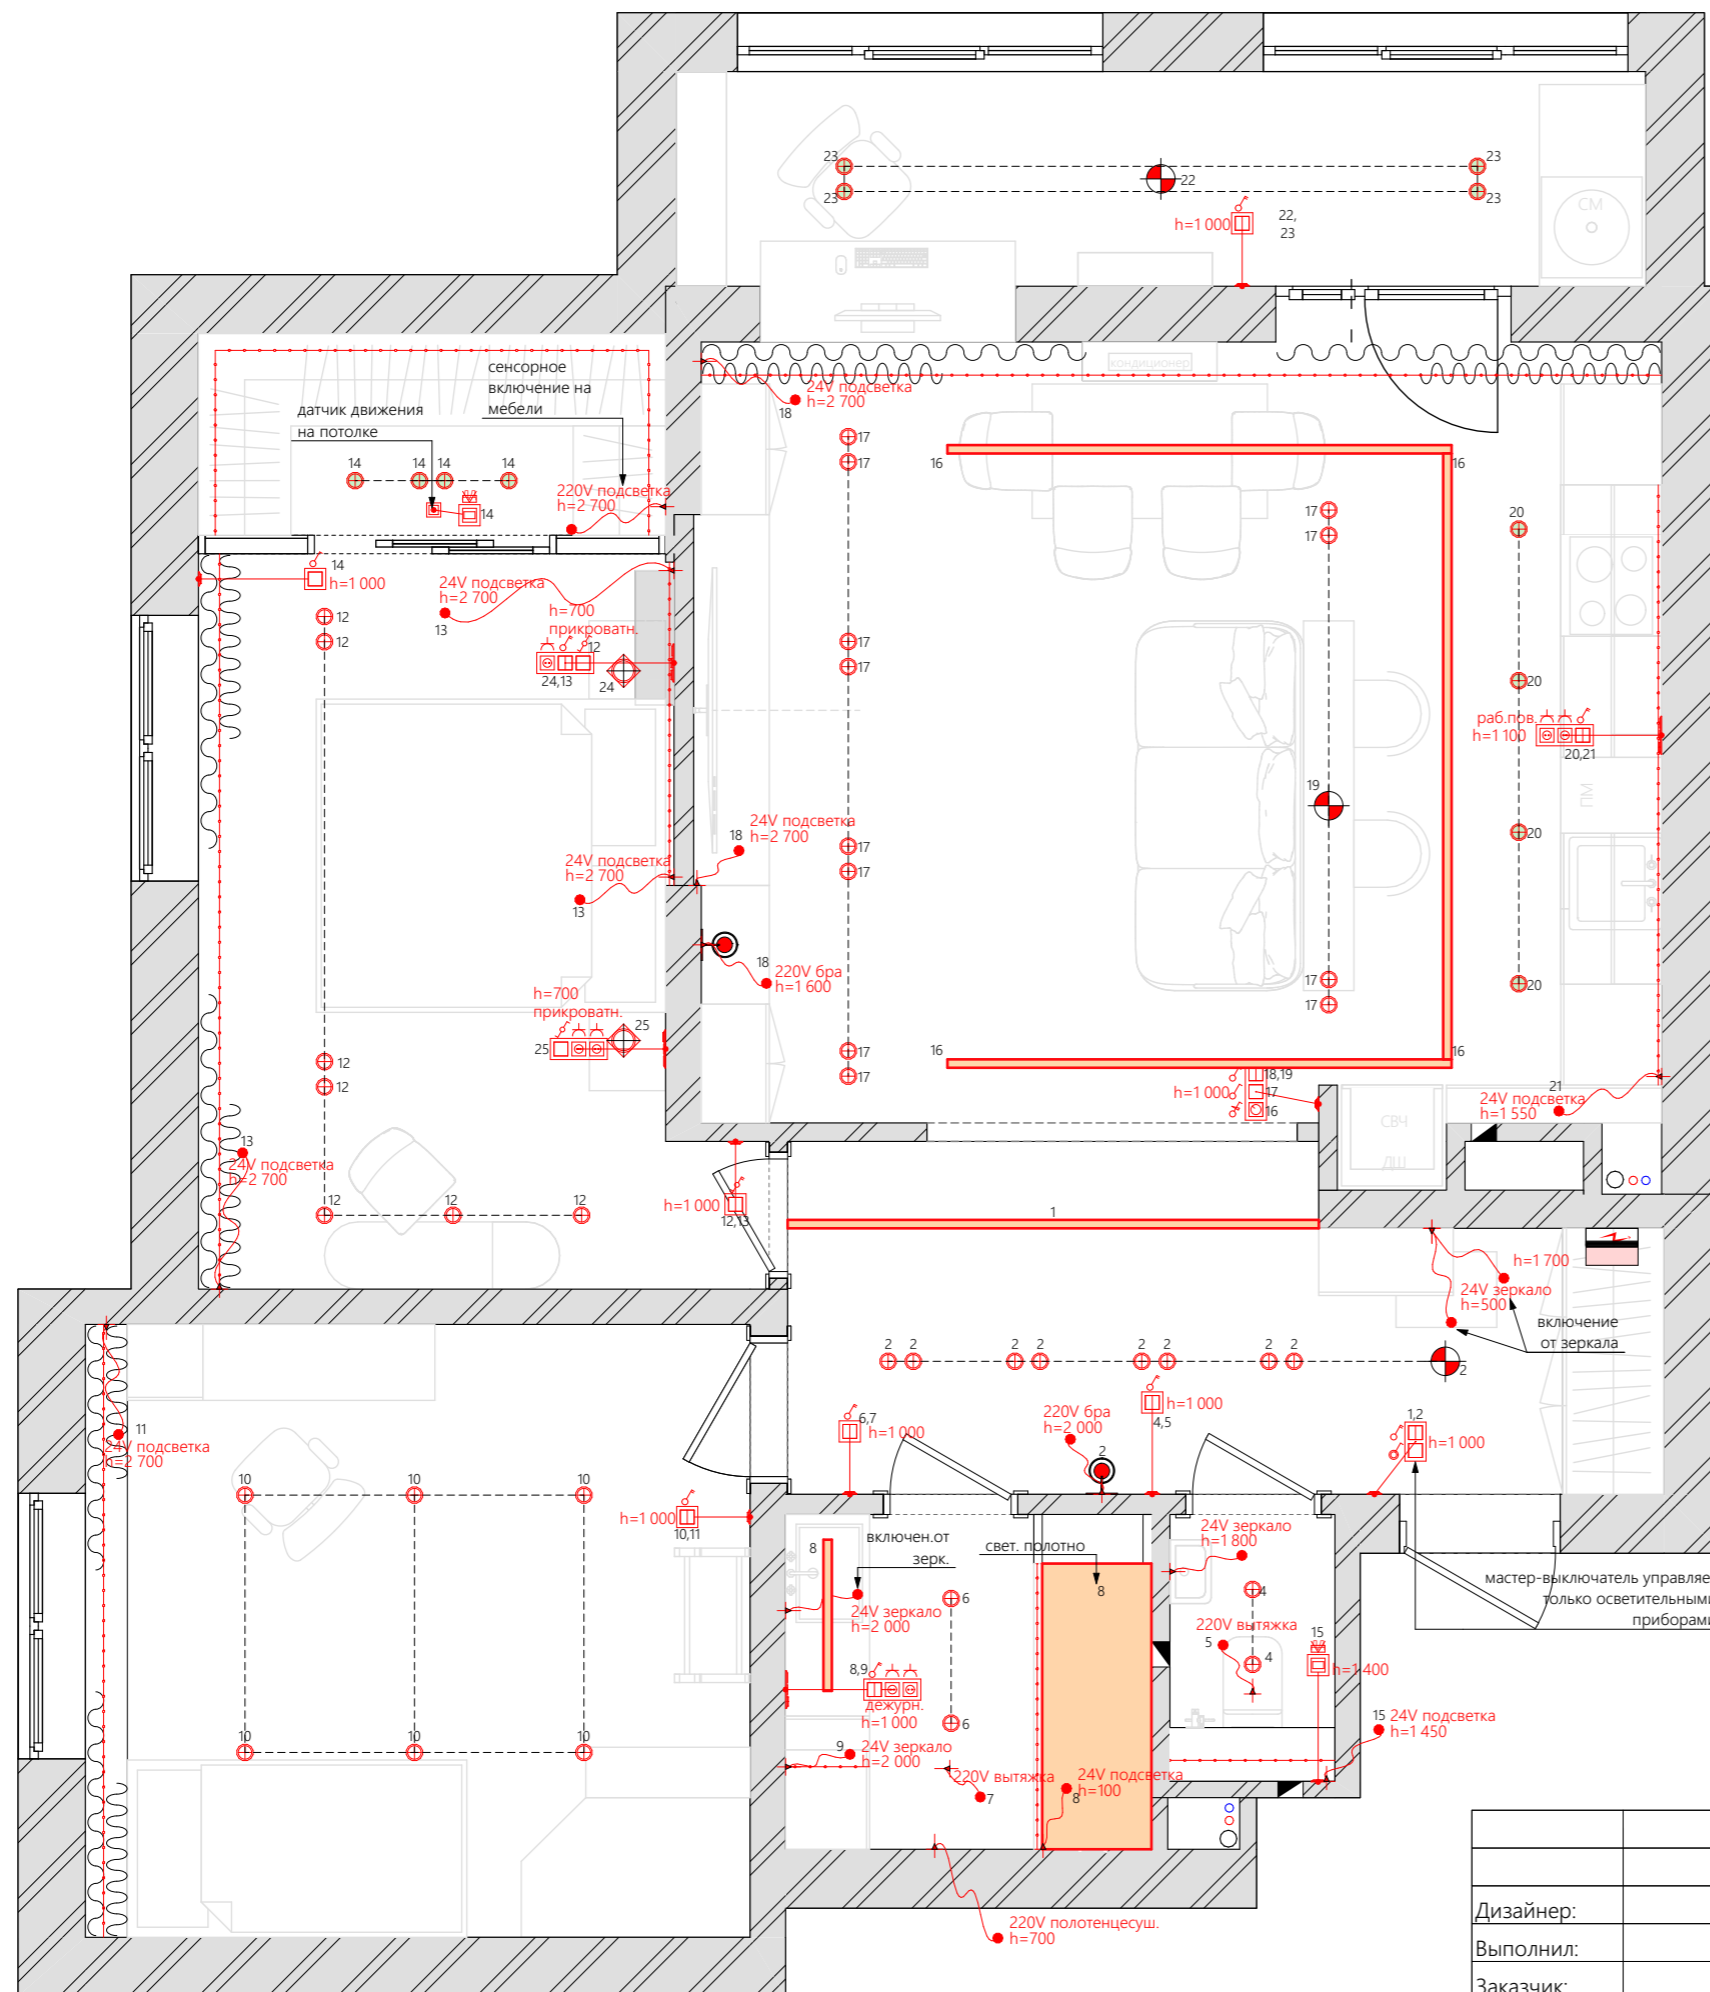 23
23
22
23
23
h=1 000
22,
23
СМ
сенсорное
включение на
мебели
датчик движения
на потолке
14
14
14
14
14
220V подсветка
h=2 700
14
h=1 000
24V подсветка
h=2 700
13
h=700
прикроватн.
12
24,13
24
12
12
кондиционер
24V подсветка
h=2 700
18
17
17
16
16
17
17
20
17
17
20
раб.пов.
h=1 100
20,21
ПМ
19
24V подсветка
h=2 700
18
17
17
20
24V подсветка
h=2 700
13
18
220V бра
h=1 600
17
17
20
h=700
прикроватн.
25
25
12
12
17
17
16
16
18,19
h=1 000
17
16
СВЧ
ДШ
21
24V подсветка
h=1 550
13
24V подсветка
h=2 700
12
12
12
h=1 000
12,13
1
h=1 700
24V зеркало
h=500
включение
от зеркала
2
2
2
2
2
2
2
2
2
6,7
h=1 000
220V бра
h=2 000
2
h=1 000
4,5
1,2
h=1 000
11
24V подсветка
h=2 700
10
10
10
h=1 000
10,11
10
10
10
8
включен.от
зерк.
24V зеркало
h=2 000
свет. полотно
8
6
24V зеркало
h=1 800
4
220V вытяжка
5
4
15
h=1 400
мастер-выключатель управляе
только осветительными
приборами
8,9
дежурн.
h=1 000
6
9
24V зеркало
h=2 000
220V вытяжка
7
24V подсветка
h=100
8
15
24V подсветка
h=1 450
220V полотенцесуш.
h=700
Дизайнер:
Выполнил:
Заказчик: